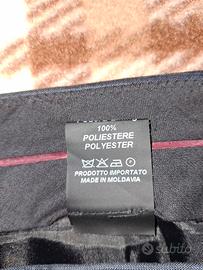 100%
POLIESTERE
POLYESTER
PRODOTTO IMPORTATO
MADE IN MOLDAVIA
subito